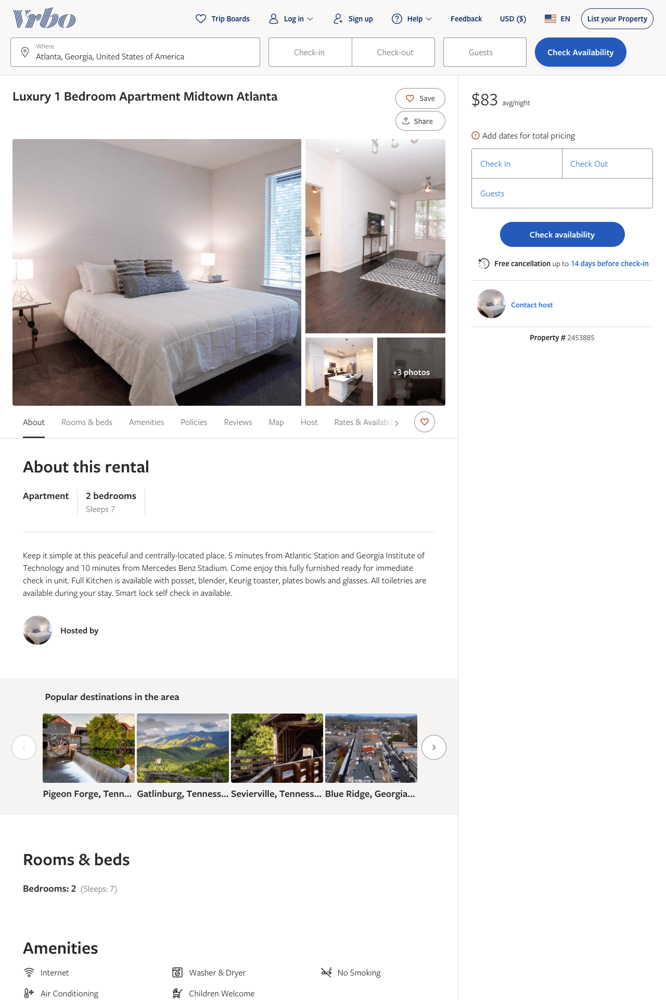 Vrbo
Trip Boards
Log in
Sign up
Help
Feedback
USD ($)
EN
List your Property
Where
Atlanta, Georgia, United States of America
Check-in
Check-out
Guests
Check Availability
Luxury 1 Bedroom Apartment Midtown Atlanta
Save
Share
$83 avg/night
Add dates for total pricing
Check In
Check Out
Guests
Check availability
Free cancellation up to 14 days before check-in
Contact host
Property # 2453885
+3 photos
About
Rooms & beds
Amenities
Policies
Reviews
Map
Host
Rates & Availabili
About this rental
Apartment
2 bedrooms
Sleeps 7
Keep it simple at this peaceful and centrally-located place. 5 minutes from Atlantic Station and Georgia Institute of
Technology and 10 minutes from Mercedes Benz Stadium. Come enjoy this fully furnished ready for immediate
check in unit. Full Kitchen is available with posset, blender, Keurig toaster, plates bowls and glasses. All toiletries are
available during your stay. Smart lock self check in available.
Hosted by
Popular destinations in the area
Pigeon Forge, Tenn...
Gatlinburg, Tenness...
Sevierville, Tenness...
Blue Ridge, Georgia...
Rooms & beds
Bedrooms: 2 (Sleeps: 7)
Amenities
Internet
Washer & Dryer
No Smoking
Air Conditioning
Children Welcome